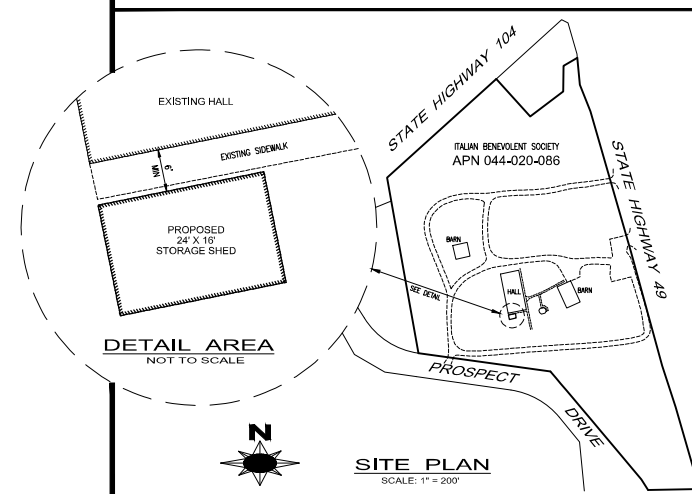 EXISTING HALL
EXISTING SIDEWALK
6'
MIN
PROPOSED
24' X 16'
STORAGE SHED
DETAIL AREA
NOT TO SCALE
STATE HIGHWAY 104
ITALIAN BENEVOLENT SOCIETY
APN 044-020-086
STATE HIGHWAY 49
BARN
HALL
BARN
SEE DETAIL
PROSPECT
DRIVE
N
SITE PLAN
SCALE: 1" = 200'